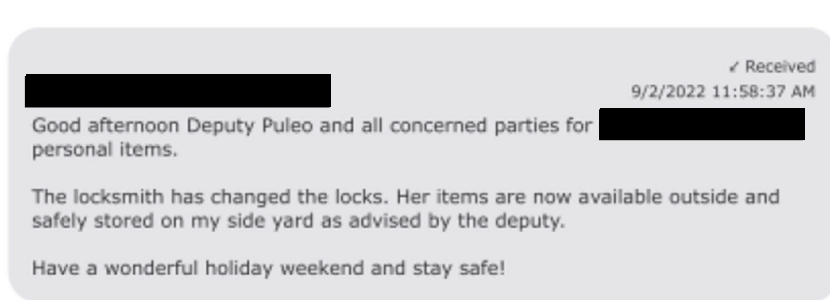 ✓ Received
9/2/2022 11:58:37 AM
Good afternoon Deputy Puleo and all concerned parties for
personal items.
The locksmith has changed the locks. Her items are now available outside and
safely stored on my side yard as advised by the deputy.
Have a wonderful holiday weekend and stay safe!